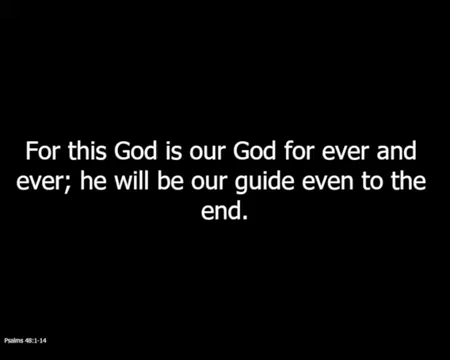 For this God is our God for ever and
ever; he will be our guide even to the
end.
Psalms 48:1-14